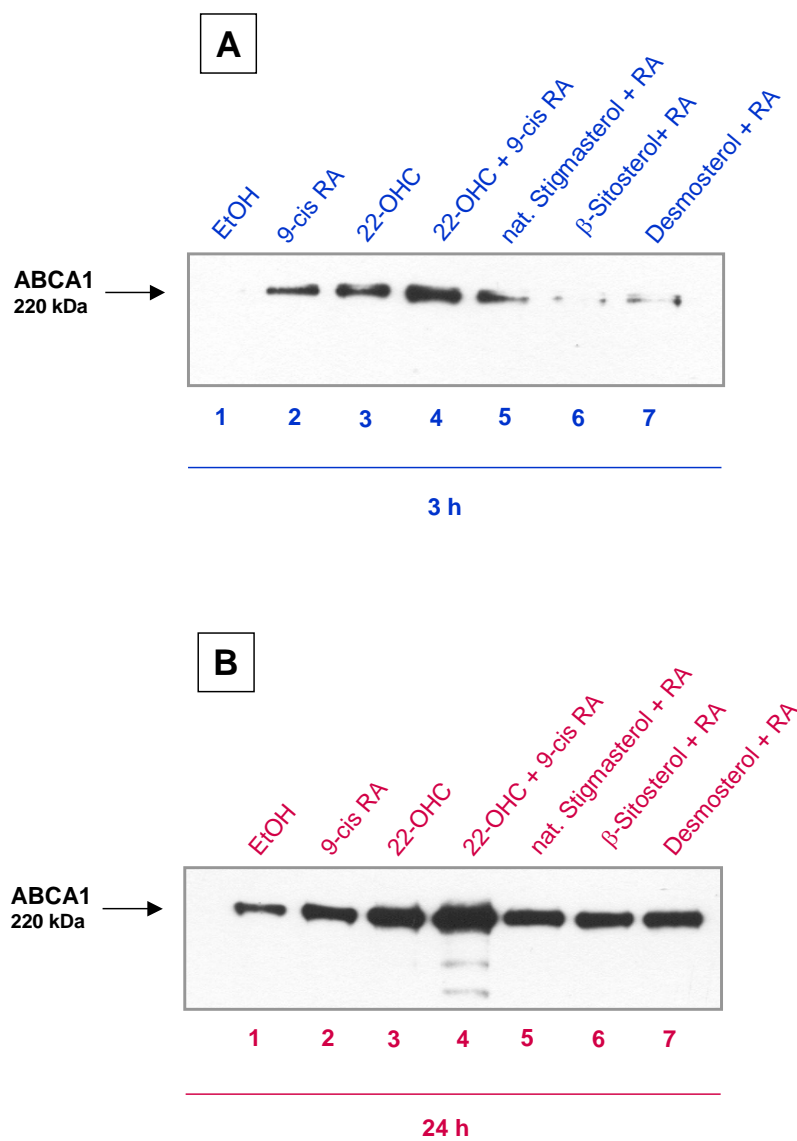 A
EtOH
9-cis RA
22-OHC
22-OHC + 9-cis RA
nat. Stigmasterol + RA
β-Sitosterol+ RA
Desmosterol + RA
ABCA1
220 kDa
1 2 3 4 5 6 7
3 h
B
EtOH
9-cis RA
22-OHC
22-OHC + 9-cis RA
nat. Stigmasterol + RA
β-Sitosterol + RA
Desmosterol + RA
ABCA1
220 kDa
1 2 3 4 5 6 7
24 h